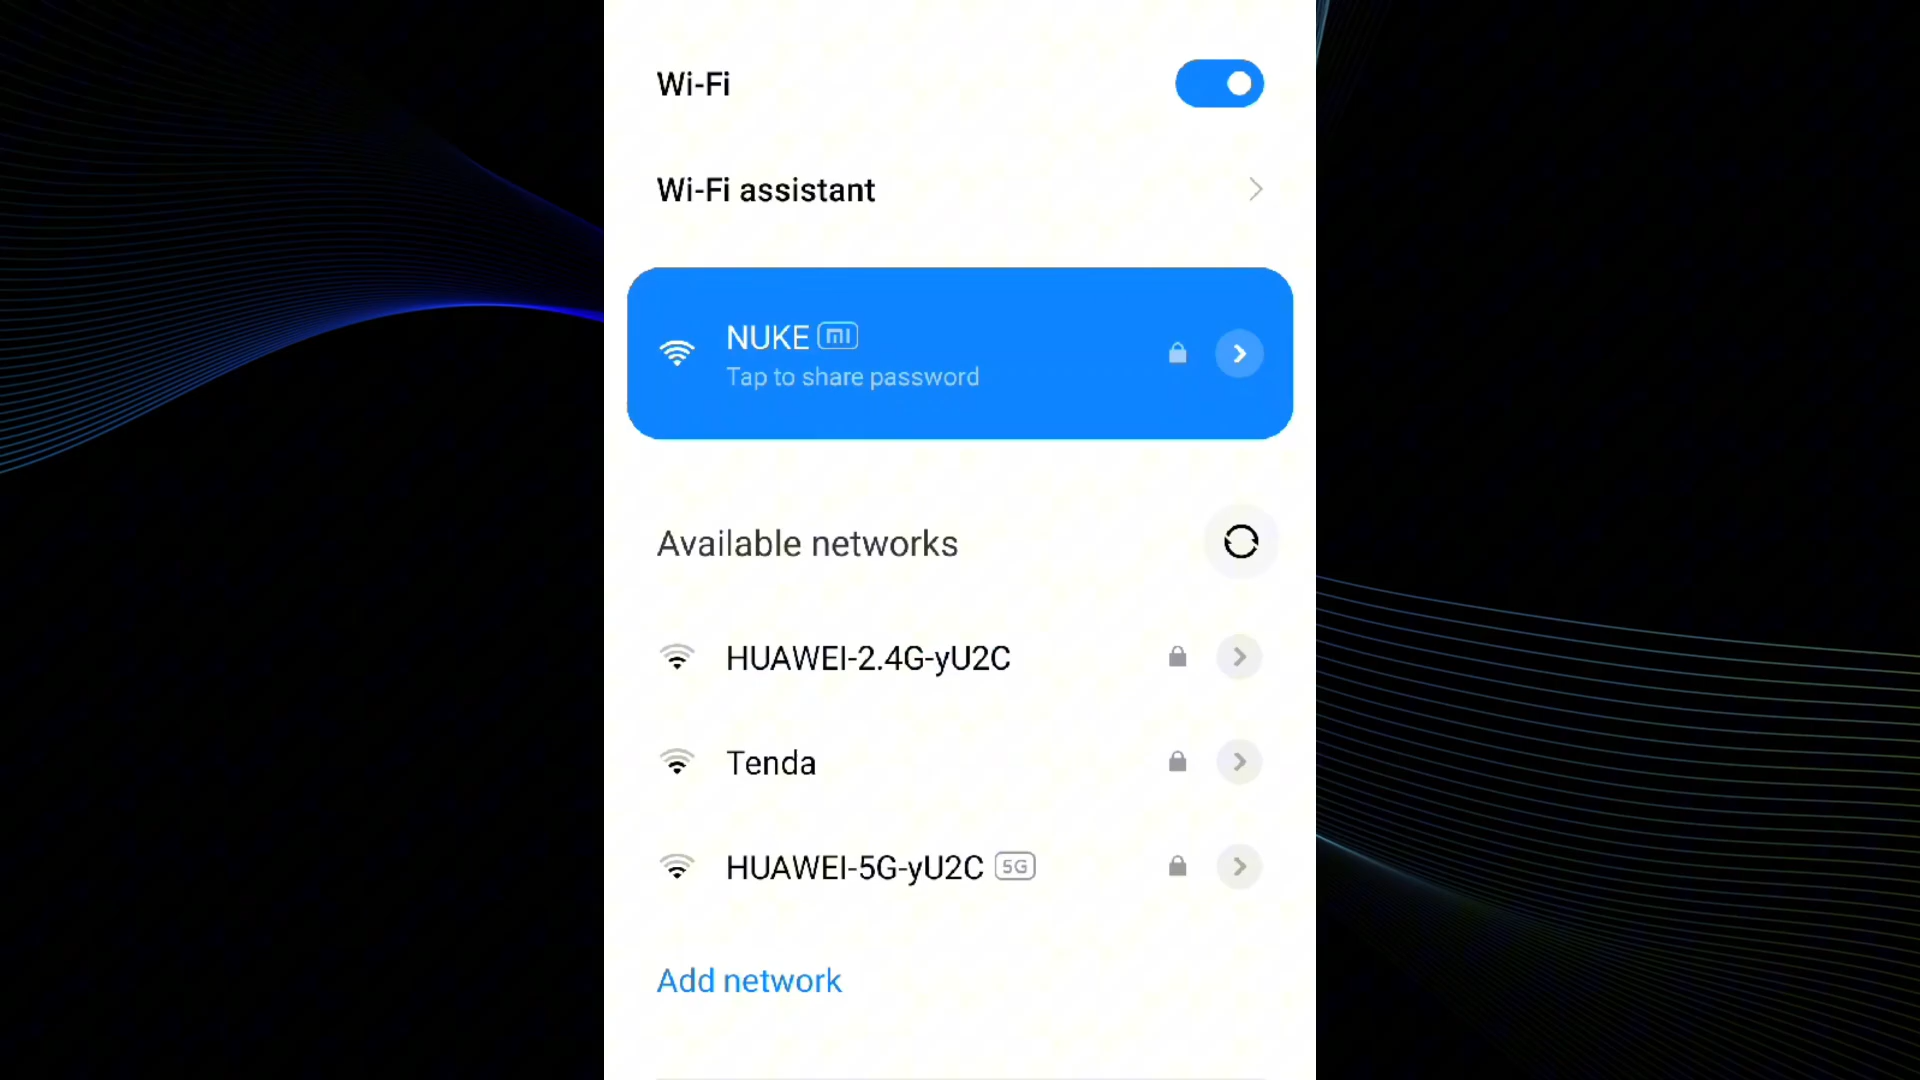 Wi-Fi
Wi-Fi assistant
NUKE mi
Tap to share password
Available networks
HUAWEI-2.4G-yU2C
Tenda
HUAWEI-5G-yU2C 5G
Add network